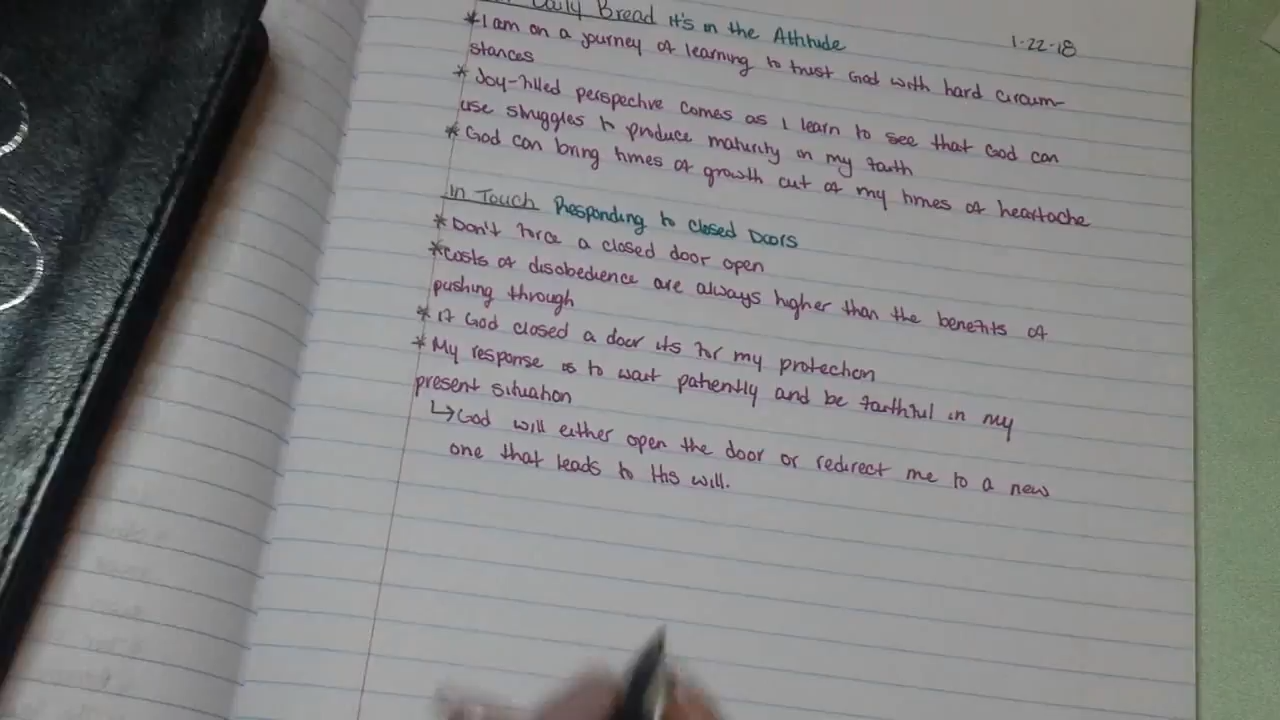 Daily Bread It's in the Attitude
1-22-18
*I am on a journey of learning to trust God with hard circum-
stances
* Joy-filled perspective comes as I learn to see that God can
use struggles to produce maturity in my faith
* God can bring times of growth out of my times of heartache
In Touch Responding to Closed Doors
* Don't force a closed door open
*Costs of disobedience are always higher than the benefits of
pushing through
* If God closed a door its for my protection
* My response is to wait patiently and be faithful in my
present situation
↳God will either open the door or redirect me to a new
one that leads to His will.